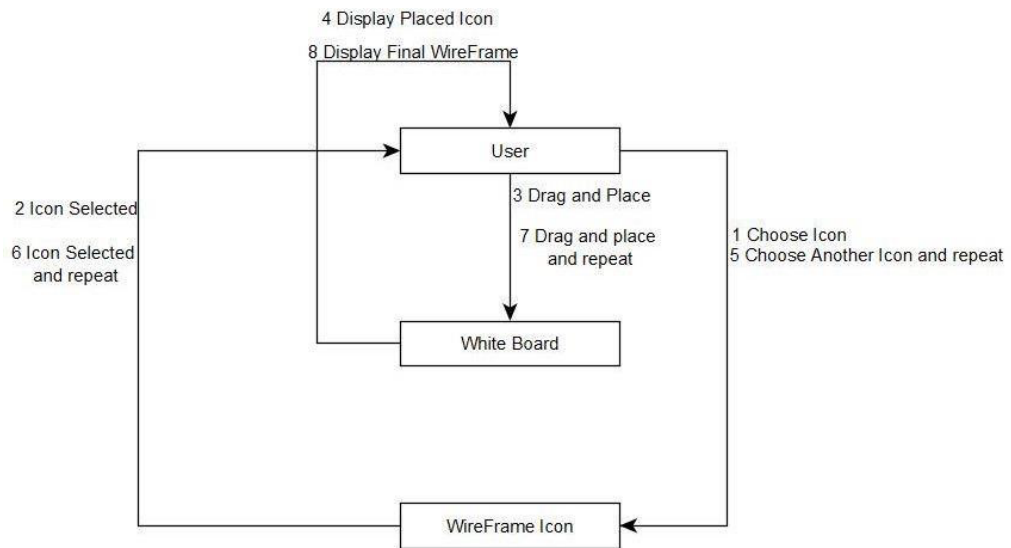 4 Display Placed Icon
8 Display Final WireFrame
User
3 Drag and Place
7 Drag and place
and repeat
2 Icon Selected
6 Icon Selected
and repeat
1 Choose Icon
5 Choose Another Icon and repeat
White Board
WireFrame Icon